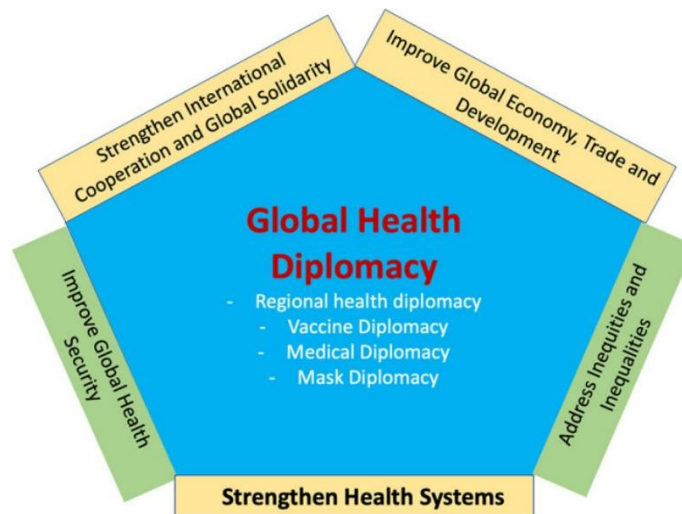 Strengthen International
Cooperation and Global Solidarity
Improve Global Economy, Trade and
Development
Global Health
Diplomacy
- Regional health diplomacy
- Vaccine Diplomacy
- Medical Diplomacy
- Mask Diplomacy
Improve Global Health
Security
Address Inequities and
Inequalities
Strengthen Health Systems